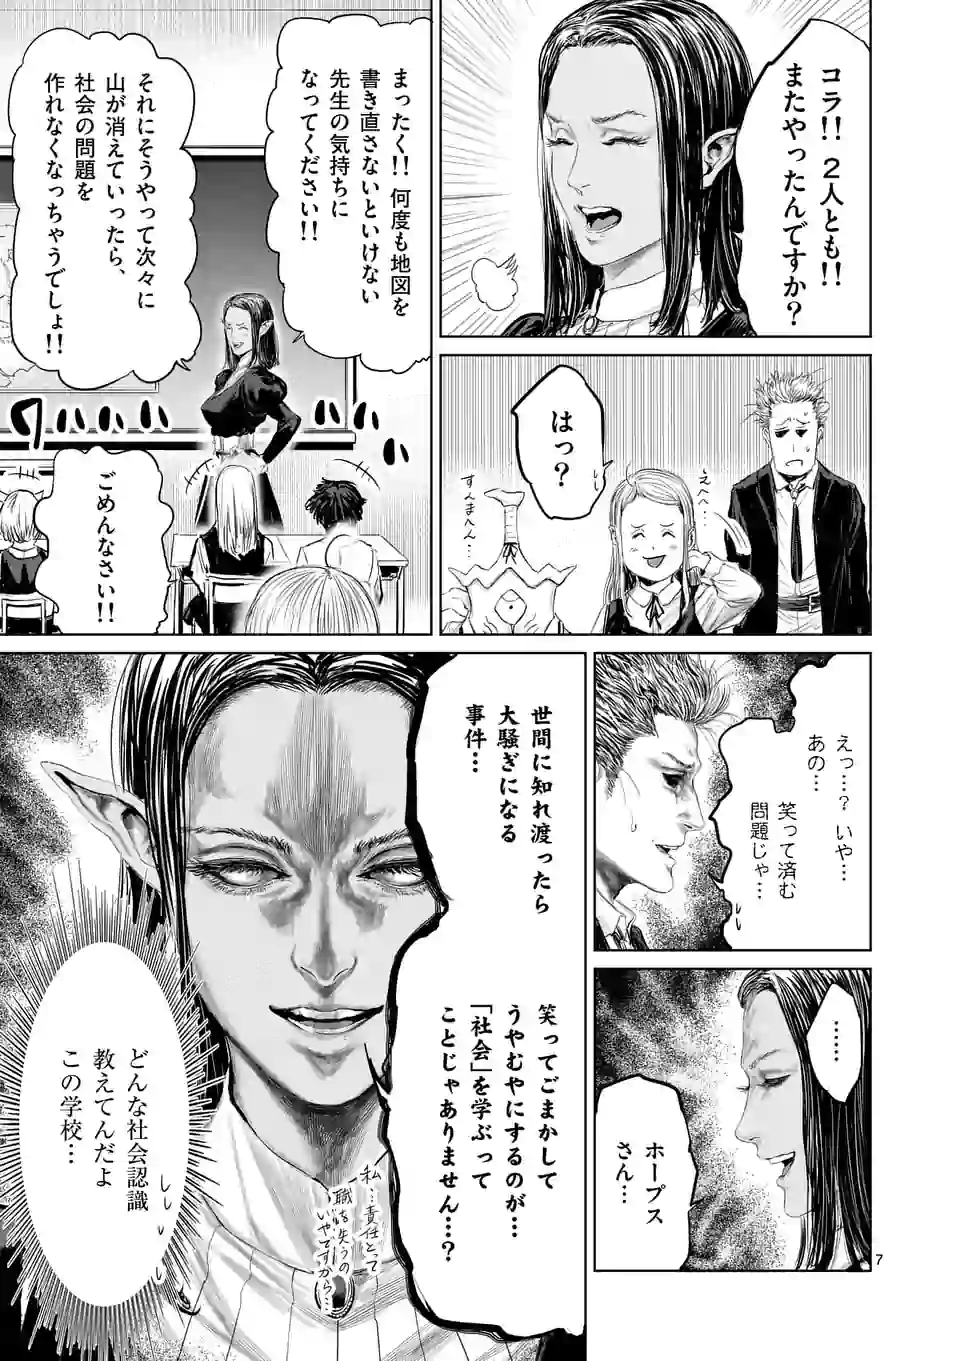 コラ!! 2人とも!!
またやったんですか?
まったく!! 何度も地図を
書き直さないといけない
先生の気持ちに
なってください!!
それにそうやって次々に
山が消えていったら、
社会の問題を
作れなくなっちゃうでしょ!!
ワハハハハ
ハハハ
ごめんなさい!!
はっ?
えへへ…
すんまへん…
えっ…? いや…
あの…
笑って済む
問題じゃ…
……
ホープス
さん…
世間に知れ渡ったら
大騒ぎになる
事件…
笑ってごまかして
うやむやにするのが…
「社会」を学ぶって
ことじゃありません…?
私…責任とって
職を失うの
いやですから…
どんな社会認識
教えてんだよ
この学校…
7